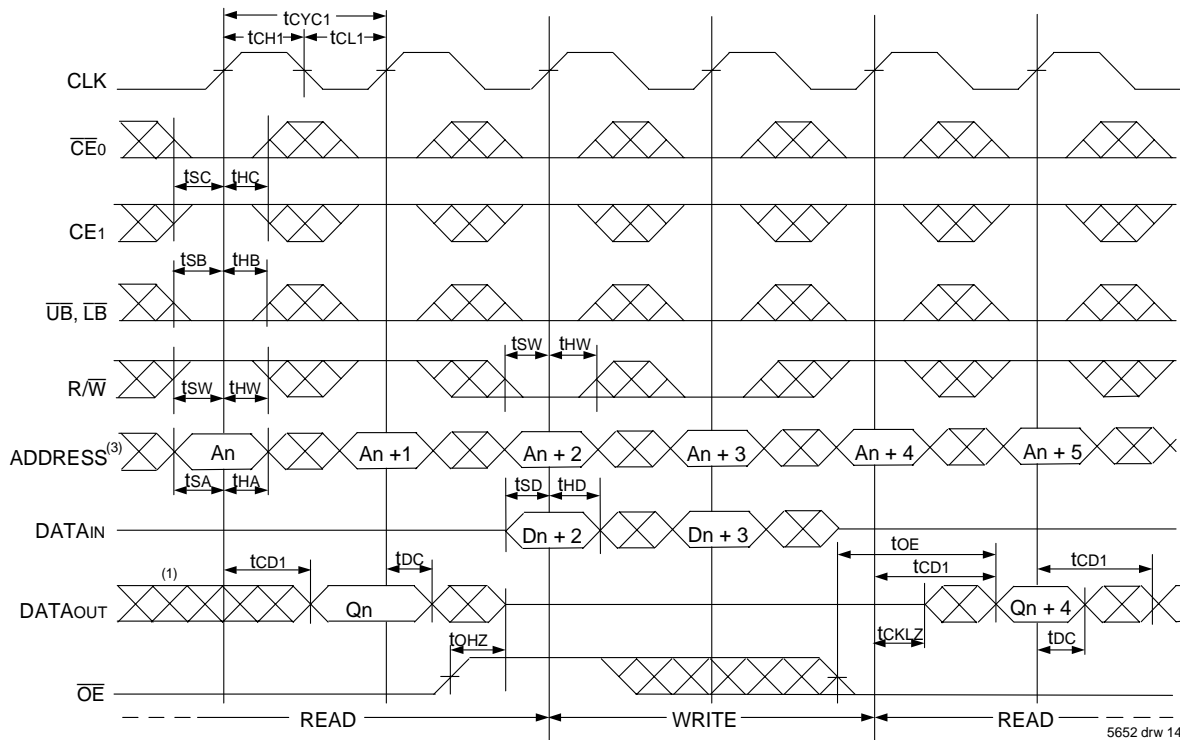 tCYC1
tCH1 tCL1
CLK
CE0
tSC tHC
CE1
tSB tHB
UB, LB
tSW tHW
R/W
tSW tHW
ADDRESS(3) An An +1 An + 2 An + 3 An + 4 An + 5
tSA tHA
tSD tHD
DATAIN Dn + 2 Dn + 3
tOE
tCD1 tDC tCD1 tCD1
(1)
DATAOUT Qn Qn + 4
tOHZ tCKLZ tDC
OE
READ WRITE READ
5652 drw 14